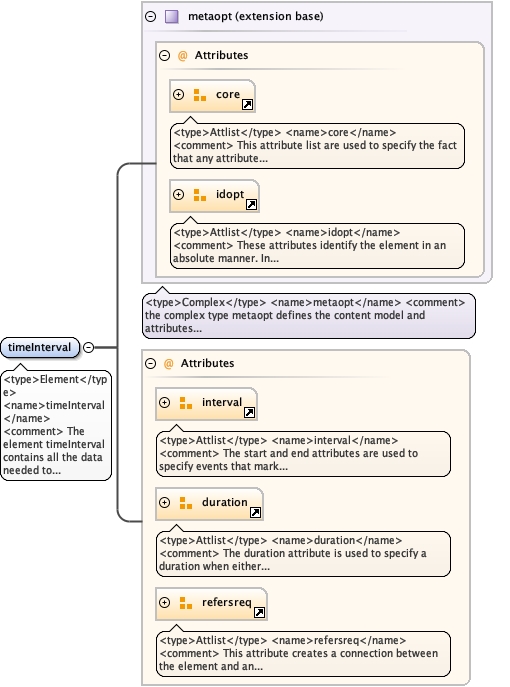 metaopt (extension base)
@ Attributes
core
<type>Attlist</type> <name>core</name>
<comment> This attribute list are used to specify the fact
that any attribute...
idopt
<type>Attlist</type> <name>idopt</name>
<comment> These attributes identify the element in an
absolute manner. In...
<type>Complex</type> <name>metaopt</name> <comment>
the complex type metaopt defines the content model and
attributes...
timeInterval
<type>Element</typ
e>
<name>timeInterval
</name>
<comment> The
element timeInterval
contains all the data
needed to...
@ Attributes
interval
<type>Attlist</type> <name>interval</name>
<comment> The start and end attributes are used to
specify events that mark...
duration
<type>Attlist</type> <name>duration</name>
<comment> The duration attribute is used to specify a
duration when either...
refersreq
<type>Attlist</type> <name>refersreq</name>
<comment> This attribute creates a connection between
the element and an...